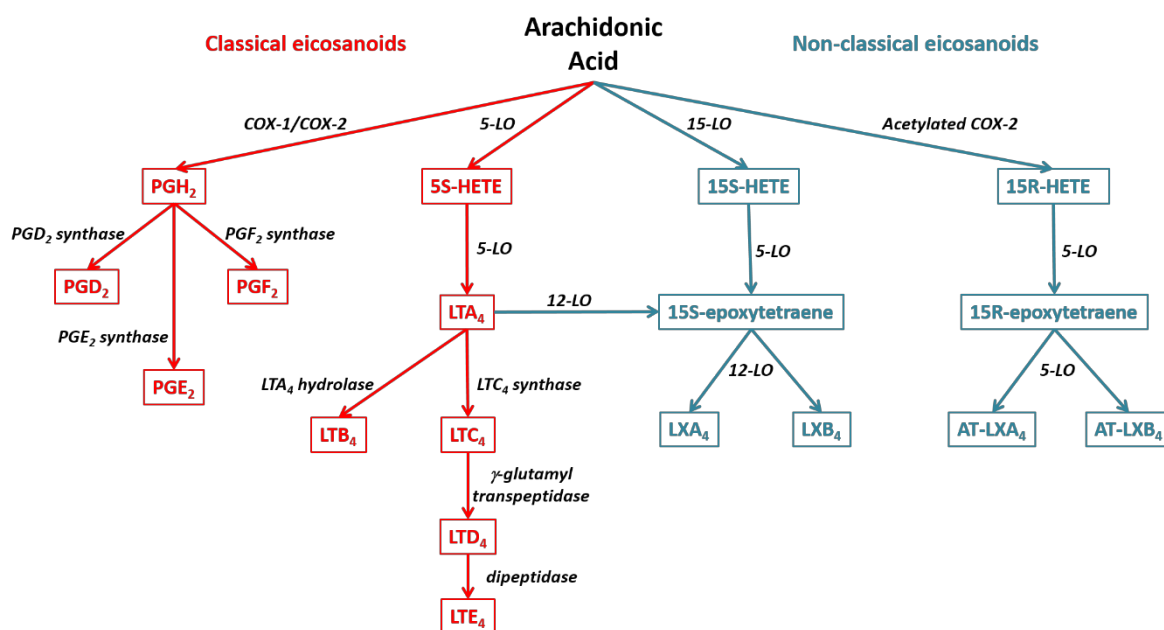 Classical eicosanoids
Arachidonic
Acid
Non-classical eicosanoids
COX-1/COX-2
5-LO
15-LO
Acetylated COX-2
PGH₂
5S-HETE
15S-HETE
15R-HETE
PGD₂ synthase
PGF₂ synthase
5-LO
5-LO
5-LO
PGD₂
PGF₂
LTA₄
12-LO
15S-epoxytetraene
15R-epoxytetraene
PGE₂ synthase
PGE₂
LTA₄ hydrolase
LTC₄ synthase
12-LO
5-LO
LTB₄
LTC₄
LXA₄
LXB₄
AT-LXA₄
AT-LXB₄
γ-glutamyl
transpeptidase
LTD₄
dipeptidase
LTE₄